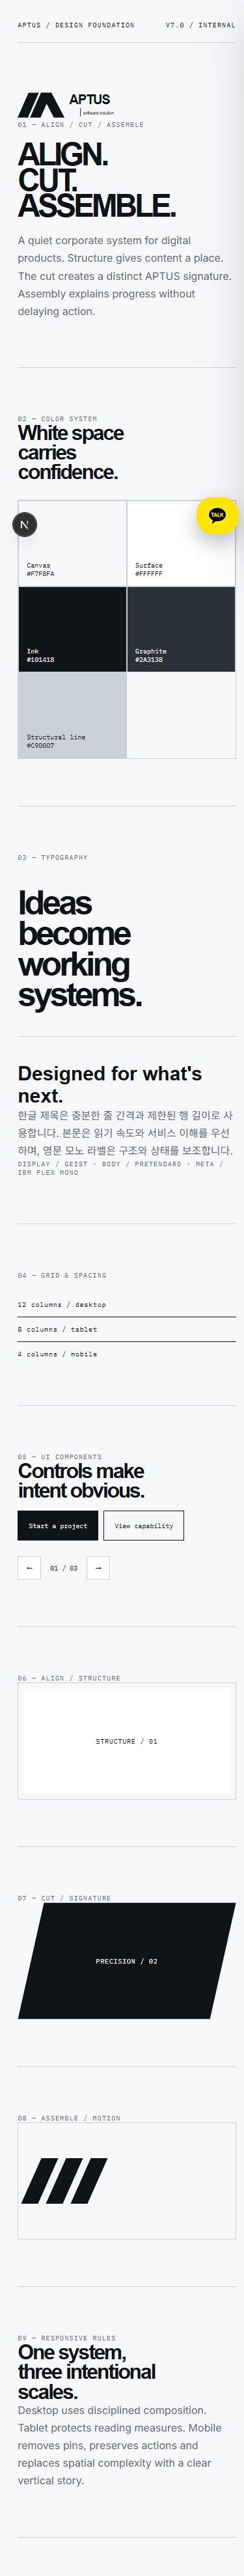 APTUS / DESIGN FOUNDATION
V7.0 / INTERNAL
APTUS
software solution
01 — ALIGN / CUT / ASSEMBLE
ALIGN.
CUT.
ASSEMBLE.
A quiet corporate system for digital
products. Structure gives content a place.
The cut creates a distinct APTUS signature.
Assembly explains progress without
delaying action.
02 — COLOR SYSTEM
White space
carries
confidence.
N
TALK
Canvas
#F7F8FA
Surface
#FFFFFF
Ink
#101418
Graphite
#2A3138
Structural line
#C9D0D7
03 — TYPOGRAPHY
Ideas
become
working
systems.
Designed for what's
next.
한글 제목은 충분한 줄 간격과 제한된 행 길이로 사
용합니다. 본문은 읽기 속도와 서비스 이해를 우선
하며, 영문 모노 라벨은 구조와 상태를 보조합니다.
DISPLAY / GEIST · BODY / PRETENDARD · META /
IBM PLEX MONO
04 — GRID & SPACING
12 columns / desktop
8 columns / tablet
4 columns / mobile
05 — UI COMPONENTS
Controls make
intent obvious.
Start a project
View capability
← 01 / 03 →
06 — ALIGN / STRUCTURE
STRUCTURE / 01
07 — CUT / SIGNATURE
PRECISION / 02
08 — ASSEMBLE / MOTION
09 — RESPONSIVE RULES
One system,
three intentional
scales.
Desktop uses disciplined composition.
Tablet protects reading measures. Mobile
removes pins, preserves actions and
replaces spatial complexity with a clear
vertical story.